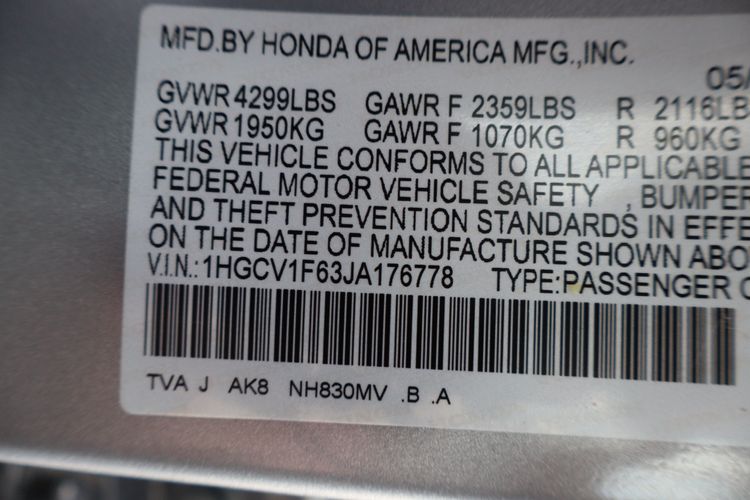 MFD.BY HONDA OF AMERICA MFG.,INC.
05/
GVWR 4299LBS GAWR F 2359LBS R 2116LB
GVWR 1950KG GAWR F 1070KG R 960KG
THIS VEHICLE CONFORMS TO ALL APPLICABLE
FEDERAL MOTOR VEHICLE SAFETY , BUMPER
AND THEFT PREVENTION STANDARDS IN EFFE
ON THE DATE OF MANUFACTURE SHOWN ABO
V.I.N.:1HGCV1F63JA176778 TYPE:PASSENGER C
TVA J AK8 NH830MV .B .A